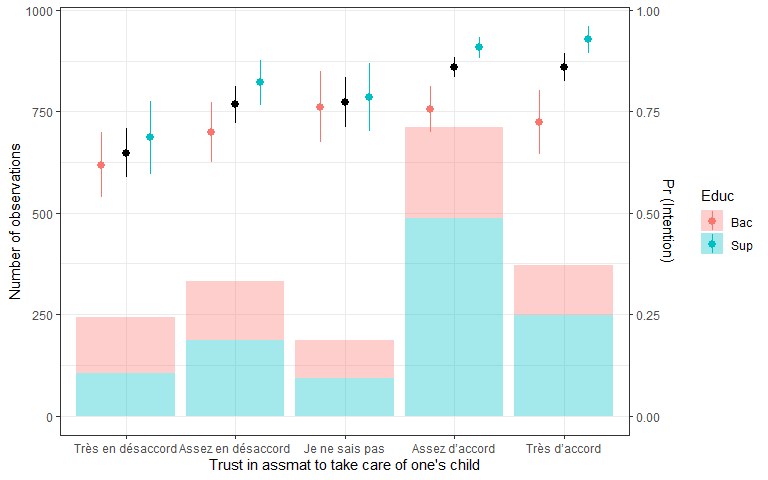 1000
750
500
250
0
Number of observations
1.00
0.75
0.50
0.25
0.00
Pr (Intention)
Très en désaccord Assez en désaccord Je ne sais pas Assez d'accord Très d'accord
Trust in assmat to take care of one's child
Educ
Bac
Sup